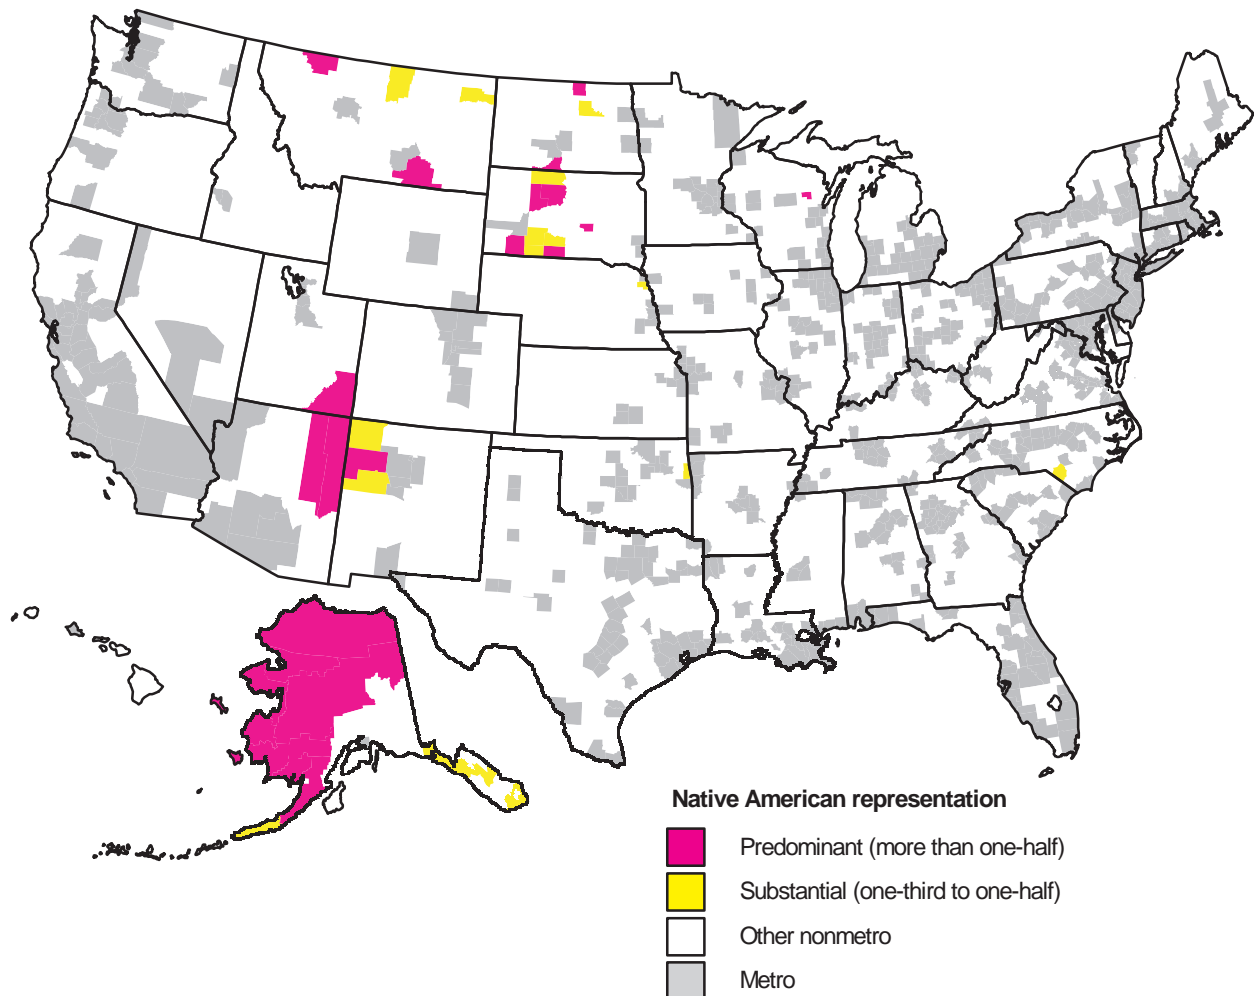 Native American representation
Predominant (more than one-half)
Substantial (one-third to one-half)
Other nonmetro
Metro